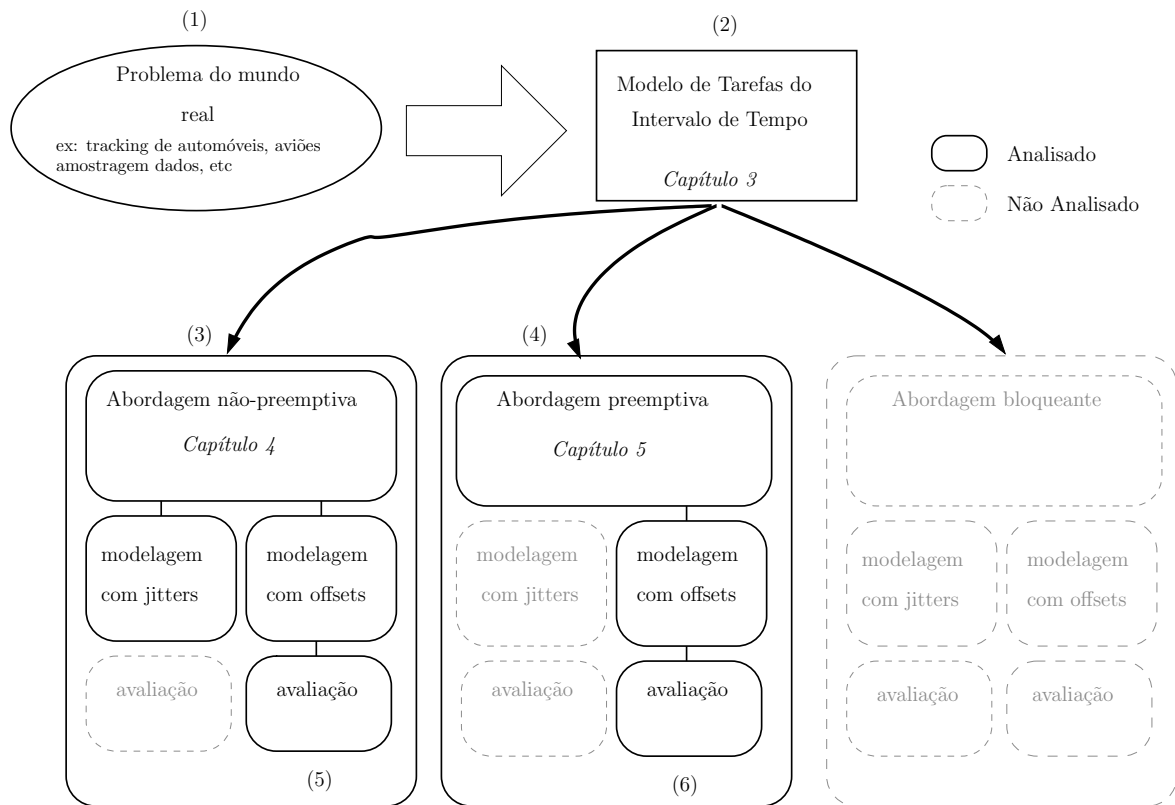 (1)
Problema do mundo
real
ex: tracking de automóveis, aviões
amostragem dados, etc
(2)
Modelo de Tarefas do
Intervalo de Tempo
Capítulo 3
Analisado
Não Analisado
(3)
Abordagem não-preemptiva
Capítulo 4
modelagem
com jitters
modelagem
com offsets
avaliação
avaliação
(5)
(4)
Abordagem preemptiva
Capítulo 5
modelagem
com jitters
modelagem
com offsets
avaliação
avaliação
(6)
Abordagem bloqueante
modelagem
com jitters
modelagem
com offsets
avaliação
avaliação